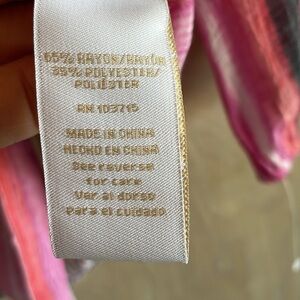 65% RAYON/RAYÓN
35% POLYESTER/
POLIÉSTER
RN 103715
MADE IN CHINA
HECHO EN CHINA
See reverse
for care
Ver al dorso
Para el cuidado